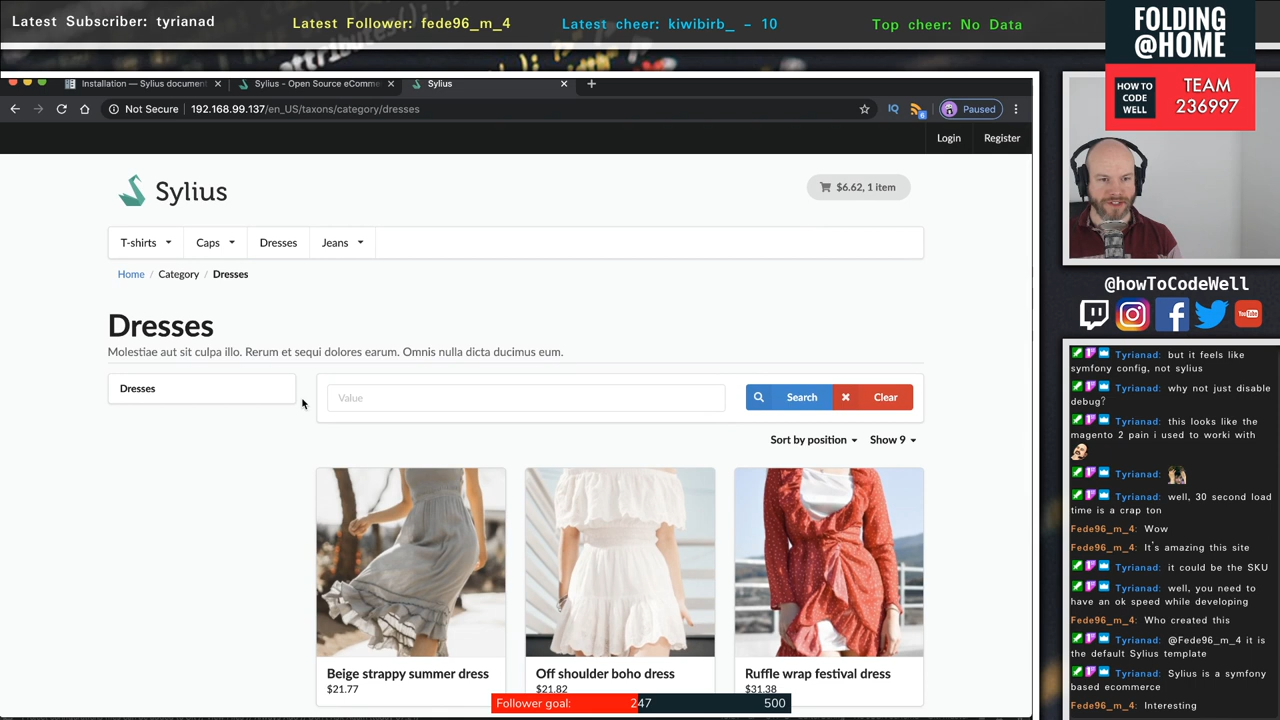 Latest Subscriber: tyrianad
Latest Follower: fede96_m_4
Latest cheer: kiwibirb_ - 10
Top cheer: No Data
FOLDING
@HOME
HOW TO
CODE
WELL
TEAM
236997
Installation — Sylius document
Sylius - Open Source eComme
Sylius
Not Secure
192.168.99.137/en_US/taxons/category/dresses
IQ
6
Paused
Login
Register
Sylius
$6.62, 1 item
T-shirts
Caps
Dresses
Jeans
Home / Category / Dresses
Dresses
Molestiae aut sit culpa illo. Rerum et sequi dolores earum. Omnis nulla dicta ducimus eum.
Dresses
Value
Search
Clear
Sort by position
Show 9
Beige strappy summer dress
$21.77
Off shoulder boho dress
$21.82
Ruffle wrap festival dress
$31.38
Follower goal:
247
500
@howToCodeWell
You Tube
Tyrianad: but it feels like
symfony config, not sylius
Tyrianad: why not just disable
debug?
Tyrianad: this looks like the
magento 2 pain i used to worki with
Tyrianad:
Tyrianad: well, 30 second load
time is a crap ton
Fede96_m_4: Wow
Fede96_m_4: It's amazing this site
Tyrianad: it could be the SKU
Tyrianad: well, you need to
have an ok speed while developing
Fede96_m_4: Who created this
Tyrianad: @Fede96_m_4 it is
the default Sylius template
Tyrianad: Sylius is a symfony
based ecommerce
Fede96_m_4: Interesting